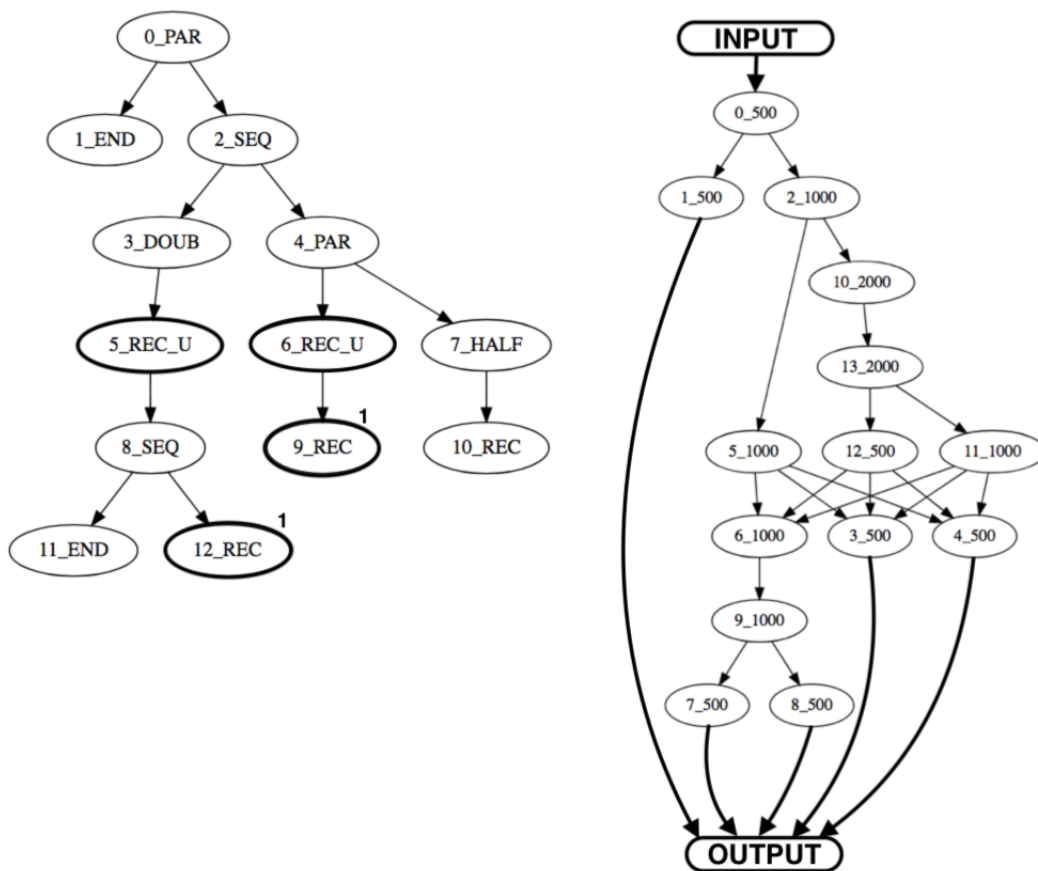 0_PAR
1_END
2_SEQ
3_DOUB
4_PAR
5_REC_U
6_REC_U
7_HALF
8_SEQ
9_REC
1
10_REC
11_END
12_REC
1
INPUT
0_500
1_500
2_1000
10_2000
13_2000
5_1000
12_500
11_1000
6_1000
3_500
4_500
9_1000
7_500
8_500
OUTPUT